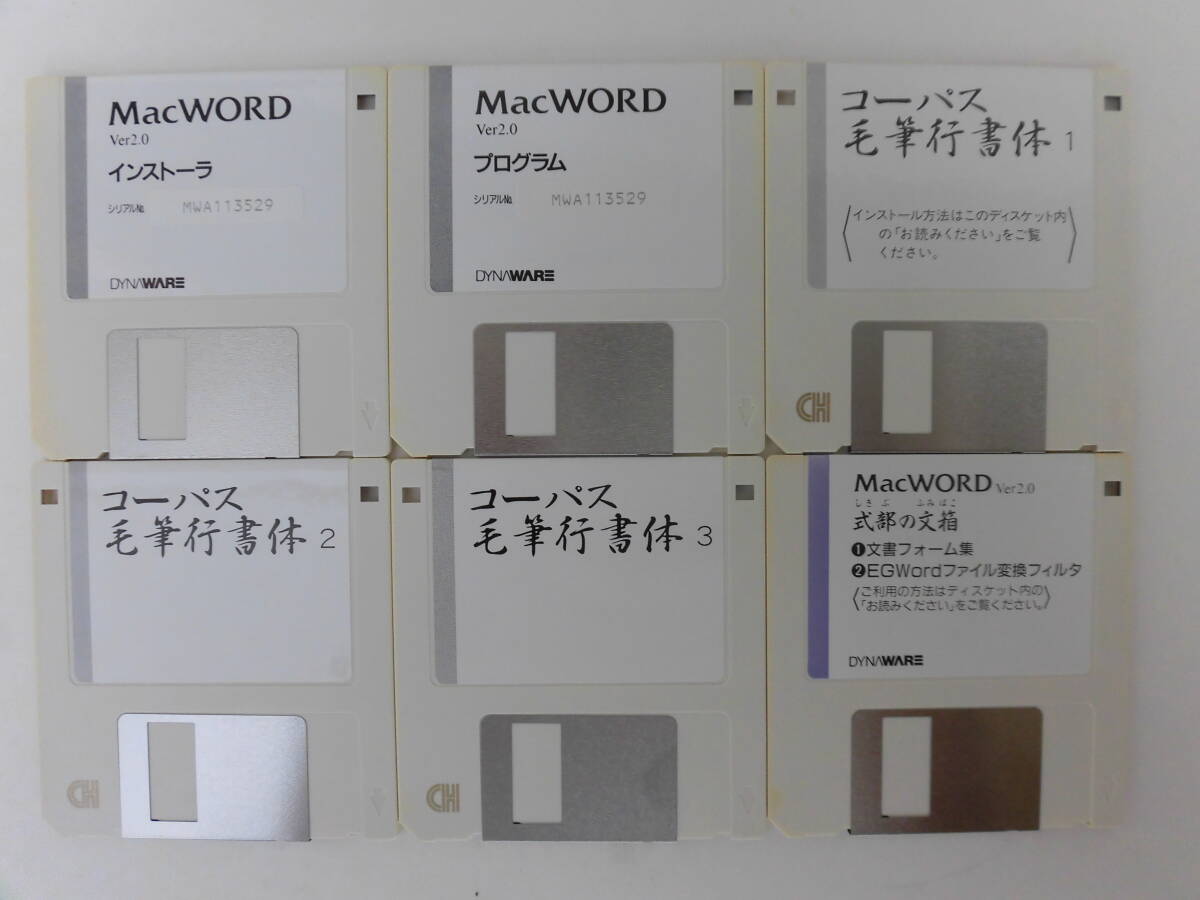 MacWORD
Ver2.0
インストーラ
シリアル№ MWA113529
DYNAWARE
MacWORD
Ver2.0
プログラム
シリアル№ MWA113529
DYNAWARE
コーパス
毛筆行書体 1
〈インストール方法はこのディスケット内
の「お読みください」をご覧
ください。〉
コーパス
毛筆行書体 2
コーパス
毛筆行書体 3
MacWORD Ver2.0
しきぶ ふみばこ
式部の文箱
❶文書フォーム集
❷EGWordファイル変換フィルタ
〈ご利用の方法はディスケット内の
「お読みください」をご覧ください。〉
DYNAWARE